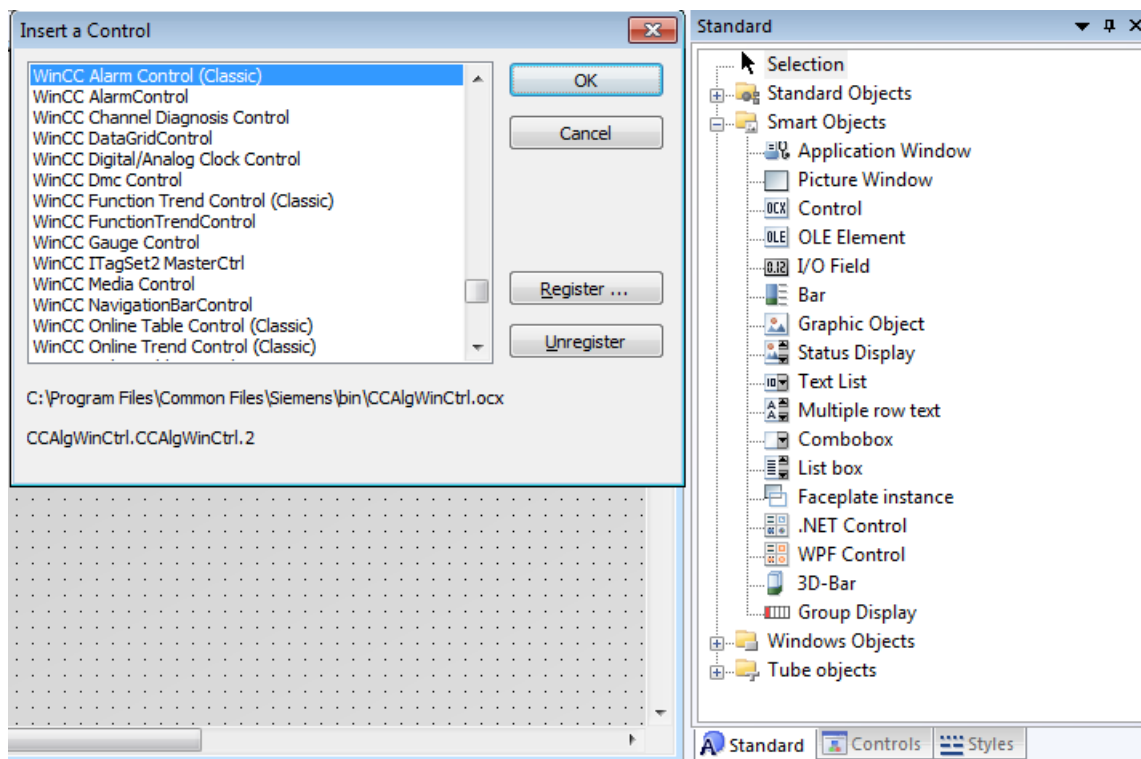 Insert a Control
WinCC Alarm Control (Classic)
WinCC AlarmControl
WinCC Channel Diagnosis Control
WinCC DataGridControl
WinCC Digital/Analog Clock Control
WinCC Dmc Control
WinCC Function Trend Control (Classic)
WinCC FunctionTrendControl
WinCC Gauge Control
WinCC ITagSet2 MasterCtrl
WinCC Media Control
WinCC NavigationBarControl
WinCC Online Table Control (Classic)
WinCC Online Trend Control (Classic)
OK
Cancel
Register ...
Unregister
C:\Program Files\Common Files\Siemens\bin\CCAlgWinCtrl.ocx
CCAlgWinCtrl.CCAlgWinCtrl.2
Standard
Selection
Standard Objects
Smart Objects
Application Window
Picture Window
OCX Control
OLE OLE Element
0.12 I/O Field
Bar
Graphic Object
Status Display
Text List
Multiple row text
Combobox
List box
Faceplate instance
.NET Control
WPF Control
3D-Bar
Group Display
Windows Objects
Tube objects
Standard
Controls
Styles